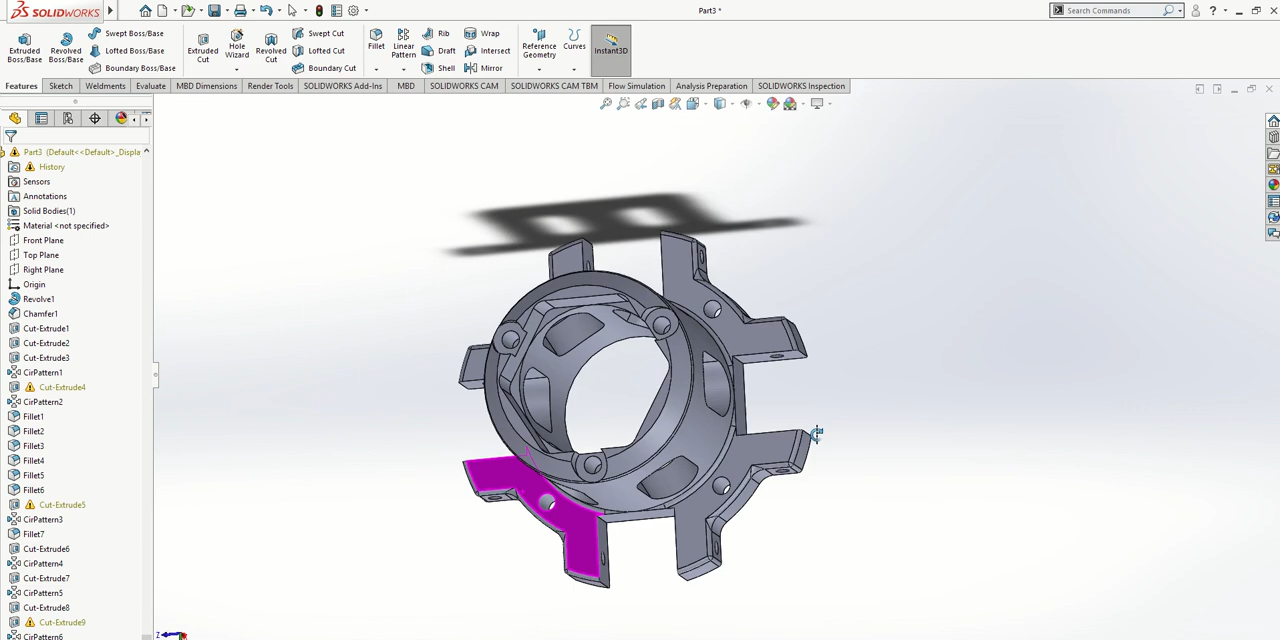 SOLIDWORKS
Part3 *
Search Commands
?
Extruded Boss/Base
Revolved Boss/Base
Swept Boss/Base
Lofted Boss/Base
Boundary Boss/Base
Extruded Cut
Hole Wizard
Revolved Cut
Swept Cut
Lofted Cut
Boundary Cut
Fillet
Linear Pattern
Rib
Draft
Shell
Wrap
Intersect
Mirror
Reference Geometry
Curves
Instant3D
Features
Sketch
Weldments
Evaluate
MBD Dimensions
Render Tools
SOLIDWORKS Add-Ins
MBD
SOLIDWORKS CAM
SOLIDWORKS CAM TBM
Flow Simulation
Analysis Preparation
SOLIDWORKS Inspection
Part3 (Default<<Default>_Displa
History
Sensors
Annotations
Solid Bodies(1)
Material <not specified>
Front Plane
Top Plane
Right Plane
Origin
Revolve1
Chamfer1
Cut-Extrude1
Cut-Extrude2
Cut-Extrude3
CirPattern1
Cut-Extrude4
CirPattern2
Fillet1
Fillet2
Fillet3
Fillet4
Fillet5
Fillet6
Cut-Extrude5
CirPattern3
Fillet7
Cut-Extrude6
CirPattern4
Cut-Extrude7
CirPattern5
Cut-Extrude8
Cut-Extrude9
CirPattern6
Z